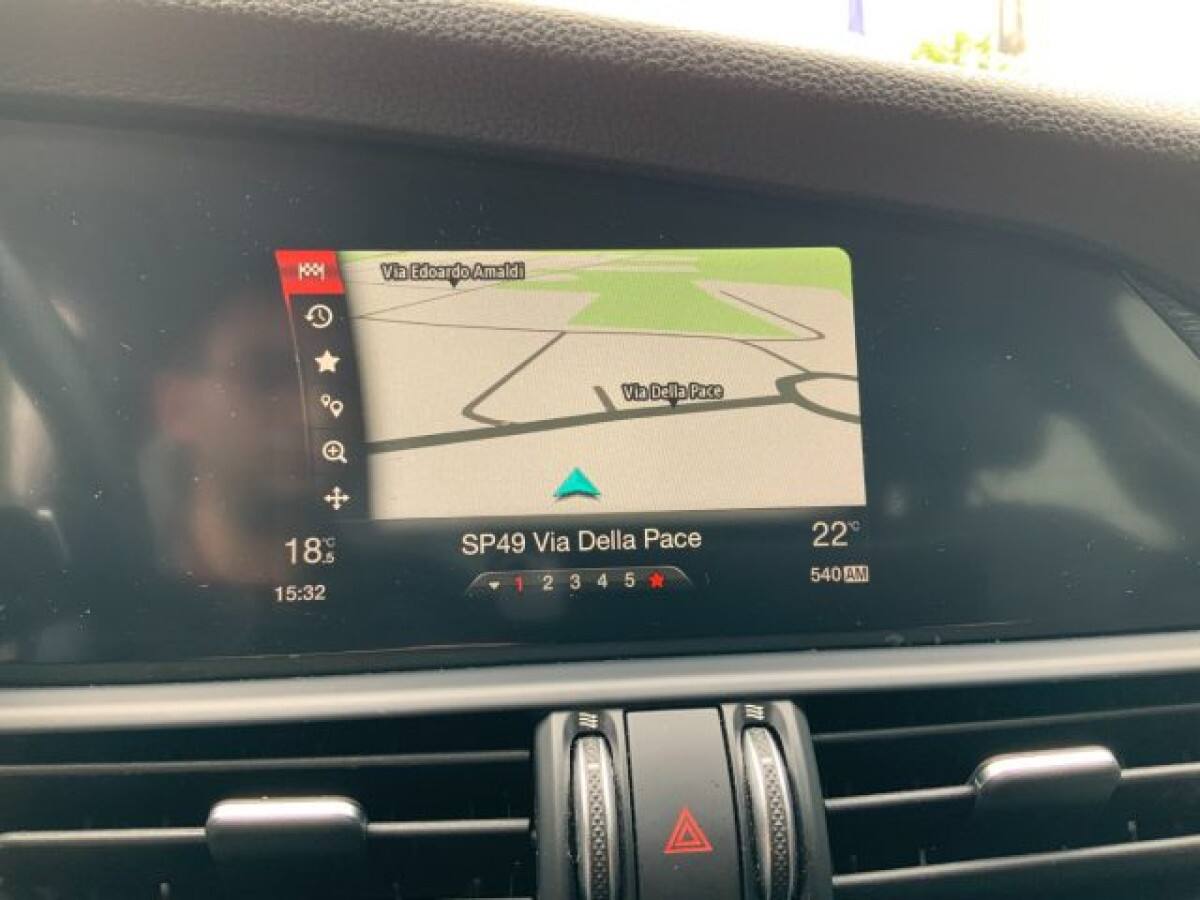 Via Edoardo Amaldi
Via Della Pace
18.5°C
SP49 Via Della Pace
22°C
15:32
1 2 3 4 5
540 AM